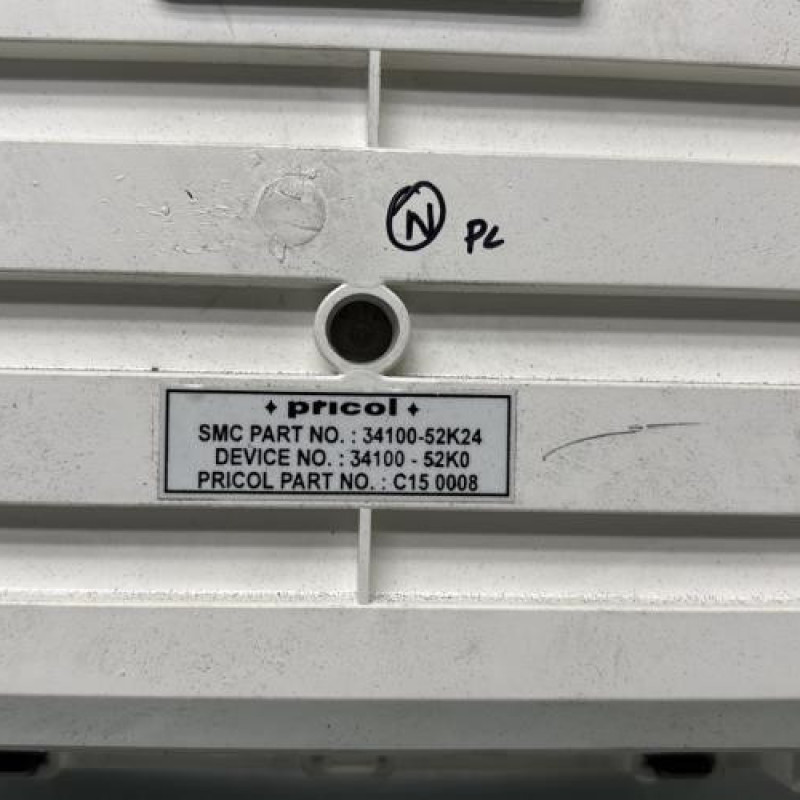 N PL
pricol
SMC PART NO. : 34100-52K24
DEVICE NO. : 34100 - 52K0
PRICOL PART NO. : C15 0008